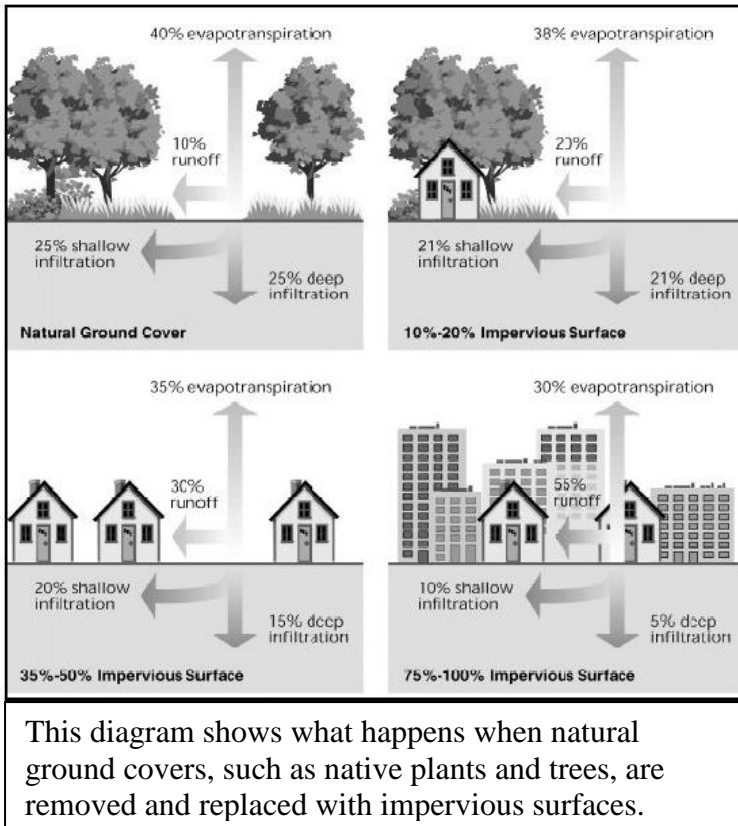 40% evapotranspiration
10%
runoff
25% shallow
infiltration
25% deep
infiltration
Natural Ground Cover
38% evapotranspiration
20%
runoff
21% shallow
infiltration
21% deep
infiltration
10%-20% Impervious Surface
35% evapotranspiration
30%
runoff
20% shallow
infiltration
15% deep
infiltration
35%-50% Impervious Surface
30% evapotranspiration
55%
runoff
10% shallow
infiltration
5% deep
infiltration
75%-100% Impervious Surface
This diagram shows what happens when natural
ground covers, such as native plants and trees, are
removed and replaced with impervious surfaces.